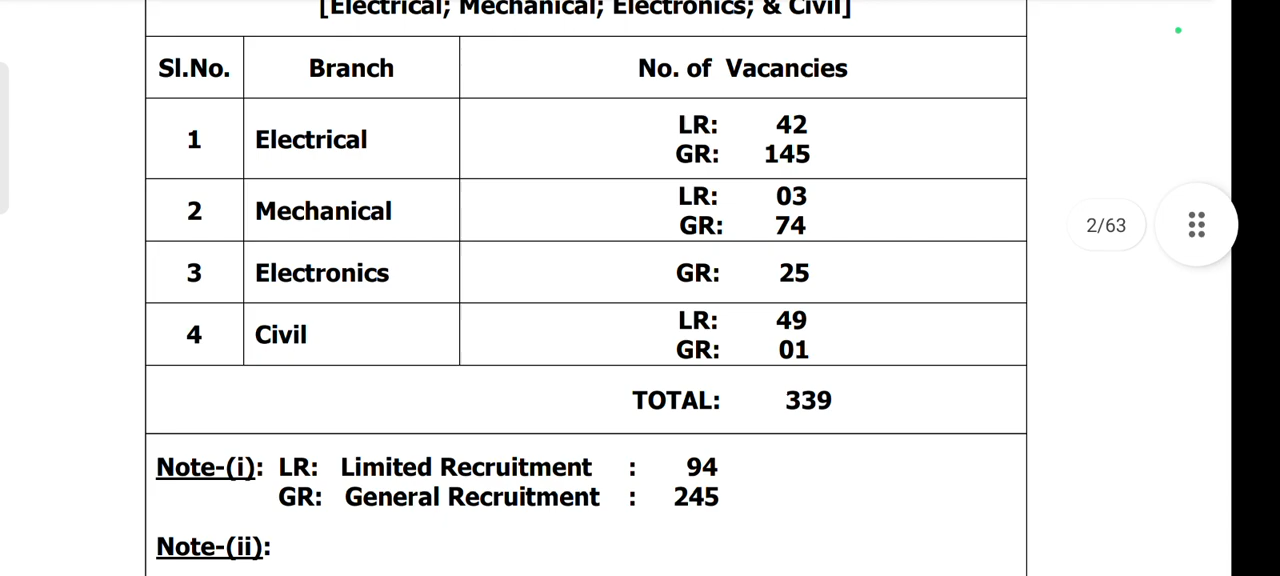 [Electrical; Mechanical; Electronics; & Civil]
Sl.No. Branch No. of Vacancies
1 Electrical LR: 42
GR: 145
2 Mechanical LR: 03
GR: 74
3 Electronics GR: 25
4 Civil LR: 49
GR: 01
TOTAL: 339
Note-(i): LR: Limited Recruitment : 94
GR: General Recruitment : 245
Note-(ii):
2/63